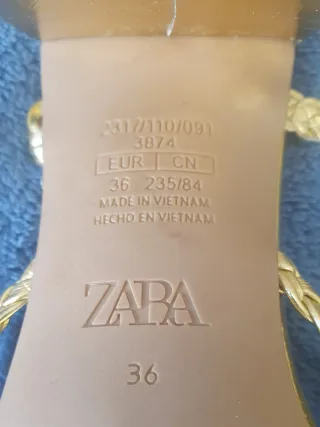 2317/110/091
3874
EUR CN
36 235/84
MADE IN VIETNAM
HECHO EN VIETNAM
ZARA
36